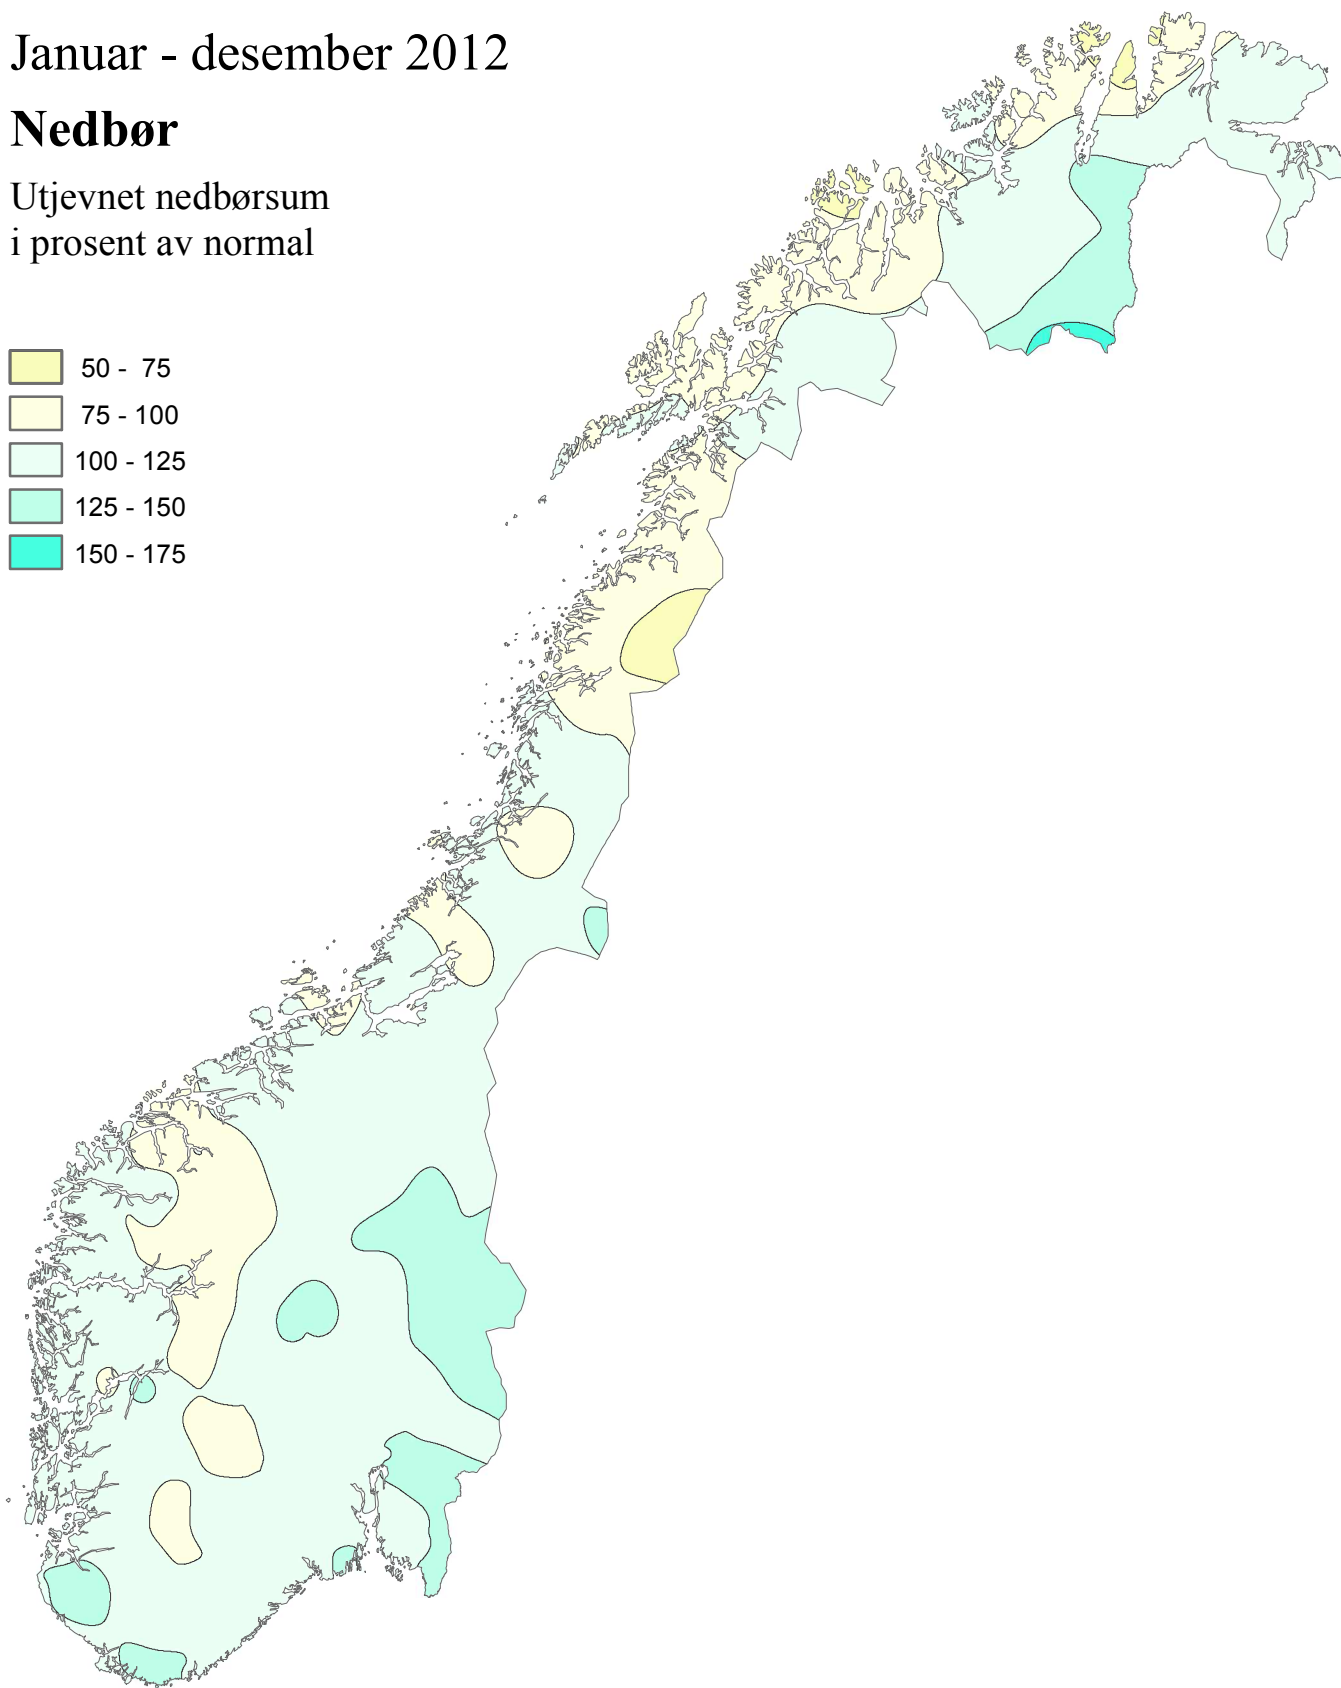 Januar - desember 2012
Nedbør
Utjevnet nedbørsum
i prosent av normal
50 - 75
75 - 100
100 - 125
125 - 150
150 - 175